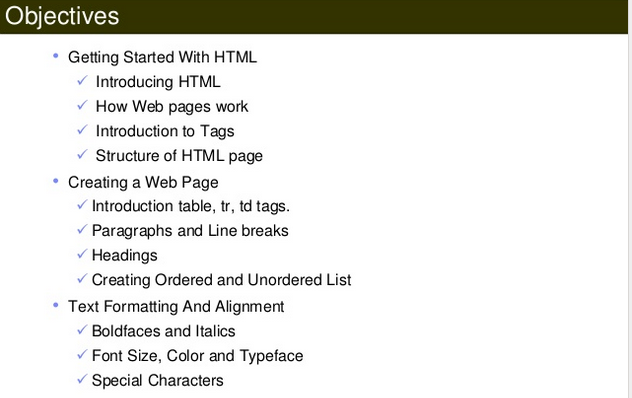 Objectives
• Getting Started With HTML
✓ Introducing HTML
✓ How Web pages work
✓ Introduction to Tags
✓ Structure of HTML page
• Creating a Web Page
✓ Introduction table, tr, td tags.
✓ Paragraphs and Line breaks
✓ Headings
✓ Creating Ordered and Unordered List
• Text Formatting And Alignment
✓ Boldfaces and Italics
✓ Font Size, Color and Typeface
✓ Special Characters